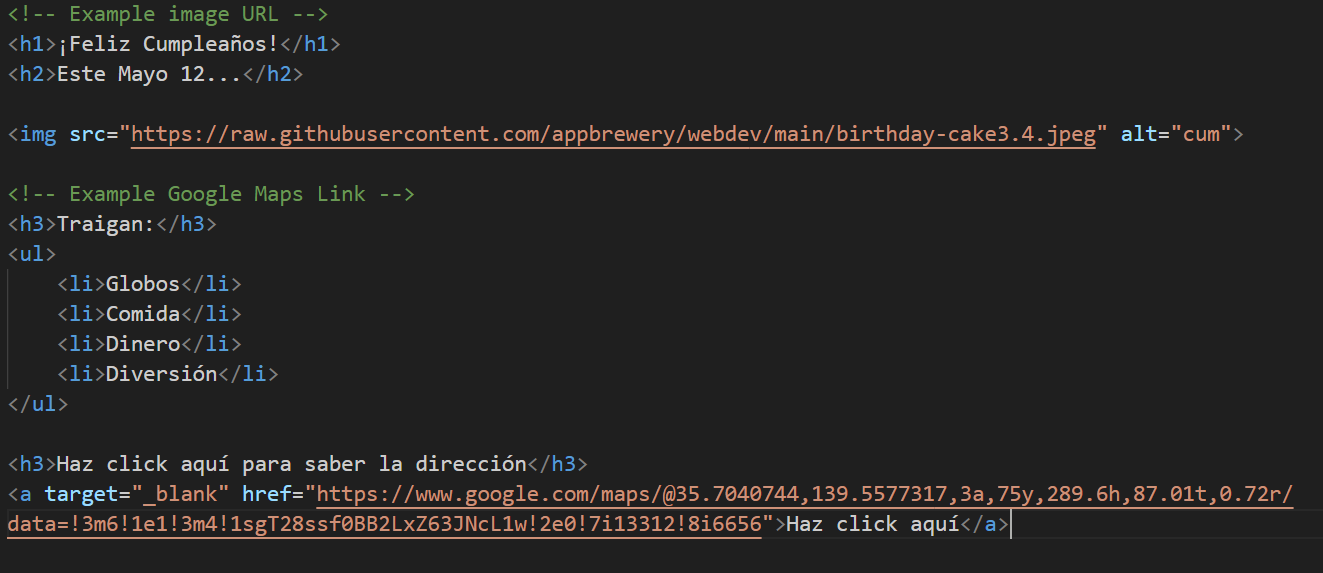 <!-- Example image URL -->
<h1>¡Feliz Cumpleaños!</h1>
<h2>Este Mayo 12...</h2>
<img src="https://raw.githubusercontent.com/appbrewery/webdev/main/birthday-cake3.4.jpeg" alt="cum">
<!-- Example Google Maps Link -->
<h3>Traigan:</h3>
<ul>
<li>Globos</li>
<li>Comida</li>
<li>Dinero</li>
<li>Diversión</li>
</ul>
<h3>Haz click aquí para saber la dirección</h3>
<a target="_blank" href="https://www.google.com/maps/@35.7040744,139.5577317,3a,75y,289.6h,87.01t,0.72r/
data=!3m6!1e1!3m4!1sgT28ssf0BB2LxZ63JNcL1w!2e0!7i13312!8i6656">Haz click aquí</a>